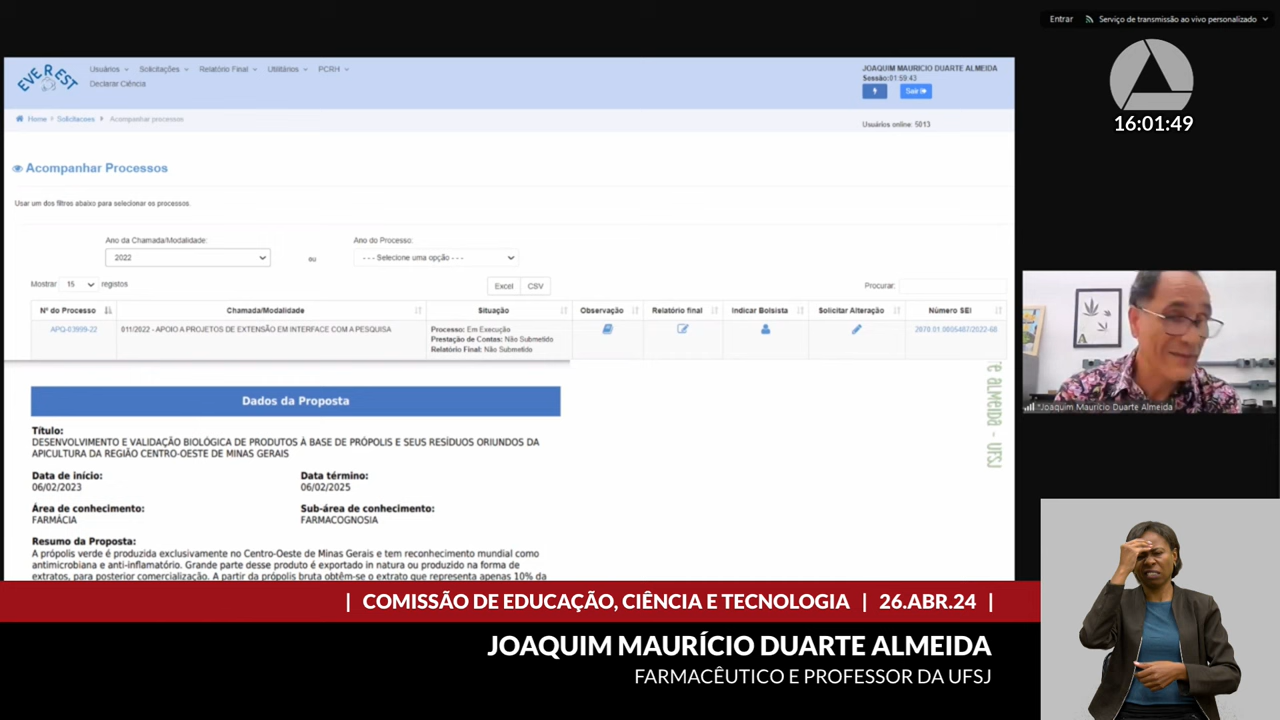 Entrar
Serviço de transmissão ao vivo personalizado
16:01:49
EVEREST
Usuários
Solicitações
Relatório Final
Utilitários
PCRH
Declarar Ciência
JOAQUIM MAURICIO DUARTE ALMEIDA
Sessão:01:59:43
Sair
Usuários online: 5013
Home
Solicitacoes
Acompanhar processos
Acompanhar Processos
Usar um dos filtros abaixo para selecionar os processos.
Ano da Chamada/Modalidade:
2022
ou
Ano do Processo:
- - - Selecione uma opção - - -
Mostrar 15 registos
Excel
CSV
Procurar:
Nº do Processo
Chamada/Modalidade
Situação
Observação
Relatório final
Indicar Bolsista
Solicitar Alteração
Número SEI
APQ-03999-22
011/2022 - APOIO A PROJETOS DE EXTENSÃO EM INTERFACE COM A PESQUISA
Processo: Em Execução
Prestação de Contas: Não Submetido
Relatório Final: Não Submetido
2070.01.0005487/2022-68
Dados da Proposta
Título:
DESENVOLVIMENTO E VALIDAÇÃO BIOLÓGICA DE PRODUTOS À BASE DE PRÓPOLIS E SEUS RESÍDUOS ORIUNDOS DA
APICULTURA DA REGIÃO CENTRO-OESTE DE MINAS GERAIS
Data de início:
06/02/2023
Data término:
06/02/2025
Área de conhecimento:
FARMÁCIA
Sub-área de conhecimento:
FARMACOGNOSIA
Resumo da Proposta:
A própolis verde é produzida exclusivamente no Centro-Oeste de Minas Gerais e tem reconhecimento mundial como
antimicrobiana e anti-inflamatório. Grande parte desse produto é exportado in natura ou produzido na forma de
extratos, para posterior comercialização. A partir da própolis bruta obtêm-se o extrato que representa apenas 10% da
e Almeida - UFSJ
"Joaquim Maurício Duarte Almeida
| COMISSÃO DE EDUCAÇÃO, CIÊNCIA E TECNOLOGIA | 26.ABR.24 |
JOAQUIM MAURÍCIO DUARTE ALMEIDA
FARMACÊUTICO E PROFESSOR DA UFSJ